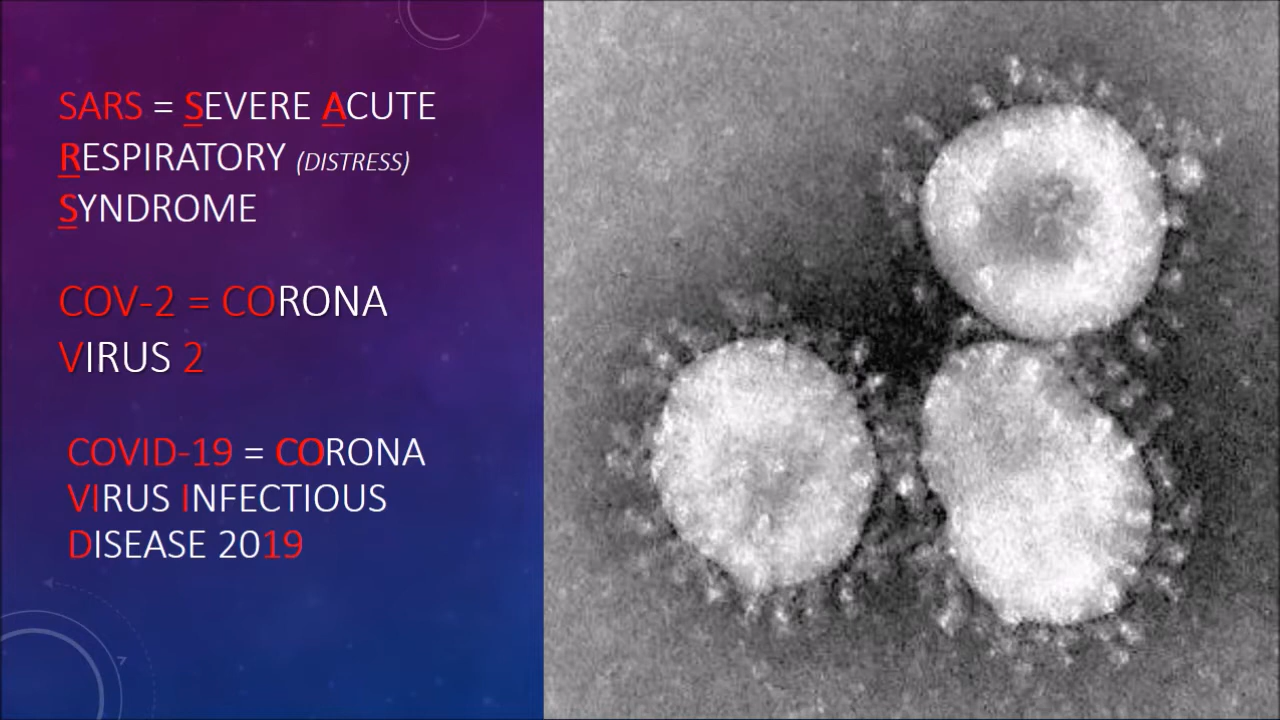 SARS = SEVERE ACUTE
RESPIRATORY (DISTRESS)
SYNDROME
COV-2 = CORONA
VIRUS 2
COVID-19 = CORONA
VIRUS INFECTIOUS
DISEASE 2019